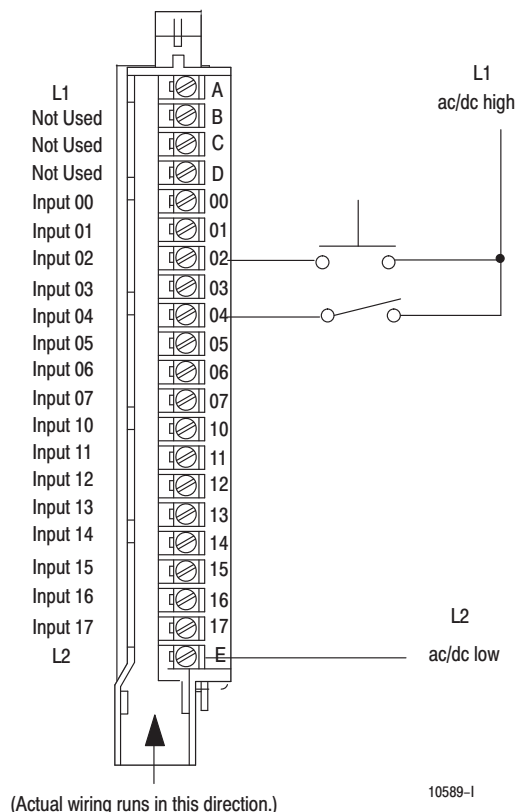 L1
Not Used
Not Used
Not Used
Input 00
Input 01
Input 02
Input 03
Input 04
Input 05
Input 06
Input 07
Input 10
Input 11
Input 12
Input 13
Input 14
Input 15
Input 16
Input 17
L2
A
B
C
D
00
01
02
03
04
05
06
07
10
11
12
13
14
15
16
17
E
L1
ac/dc high
L2
ac/dc low
(Actual wiring runs in this direction.)
10589–I